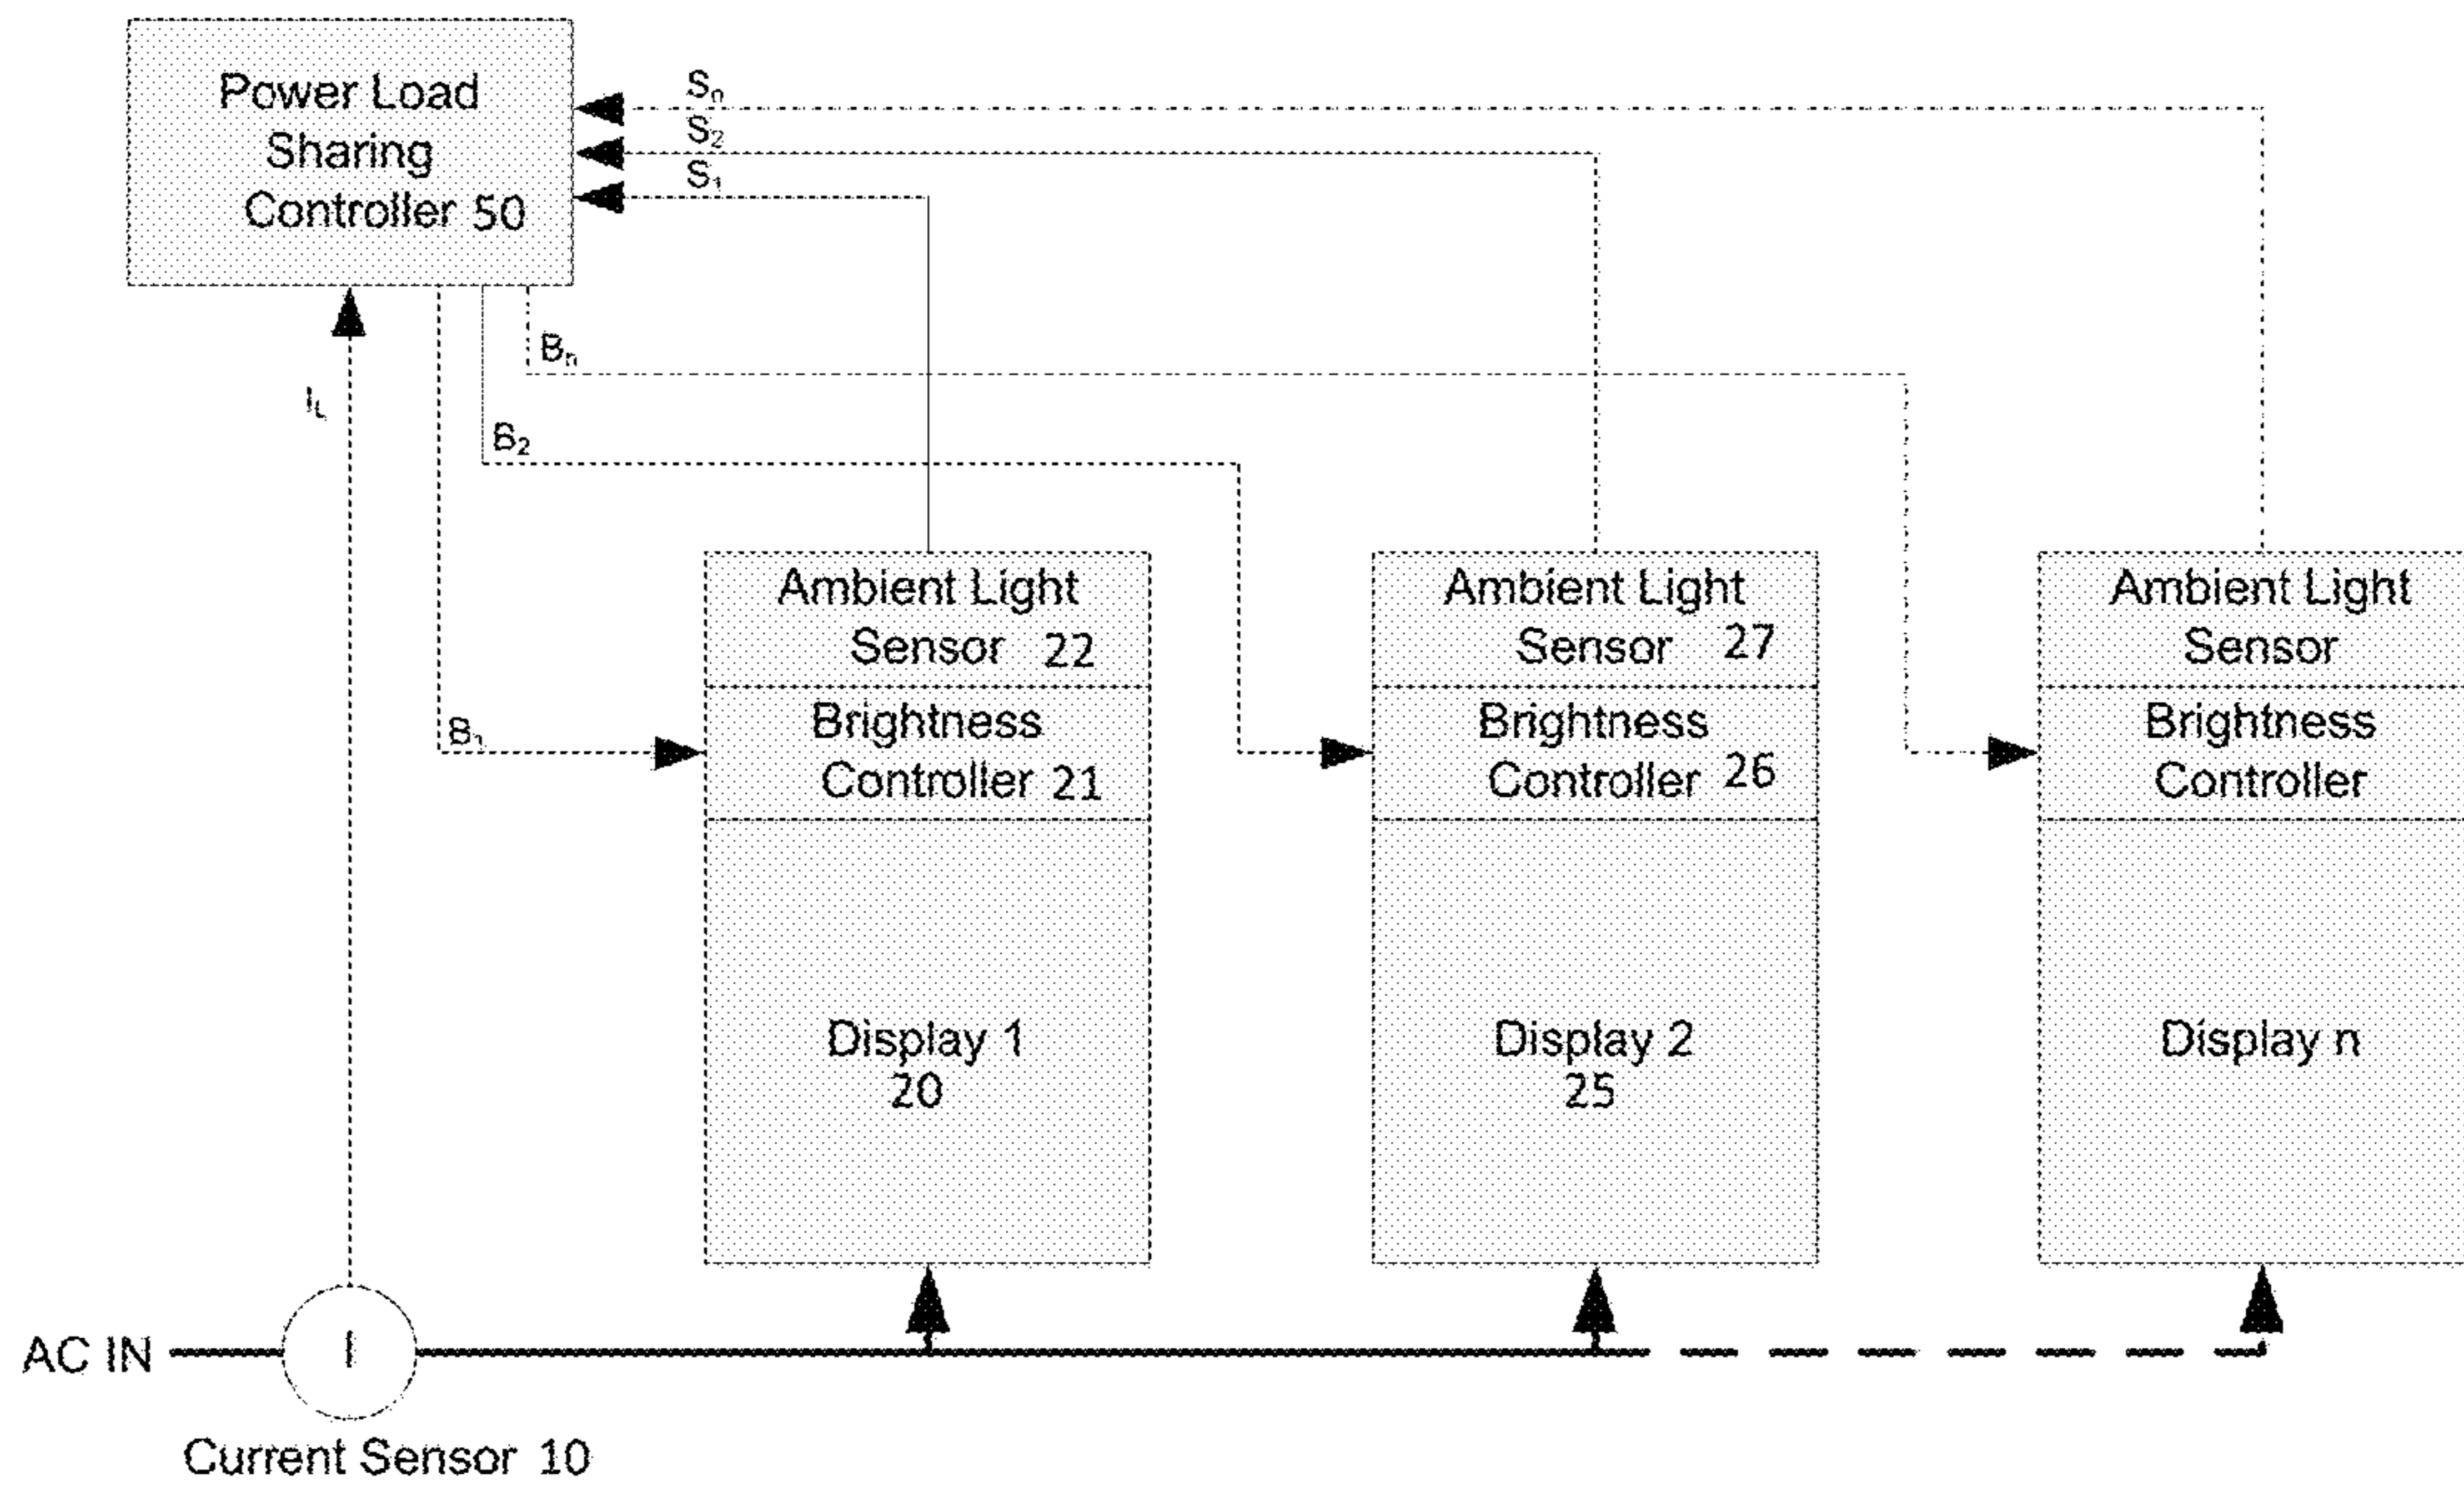 Power Load
Sharing
Controller 50
Sn
S2
S1
Bn
IL
B2
B1
Ambient Light
Sensor 22
Brightness
Controller 21
Display 1
20
Ambient Light
Sensor 27
Brightness
Controller 26
Display 2
25
Ambient Light
Sensor
Brightness
Controller
Display n
AC IN
I
Current Sensor 10